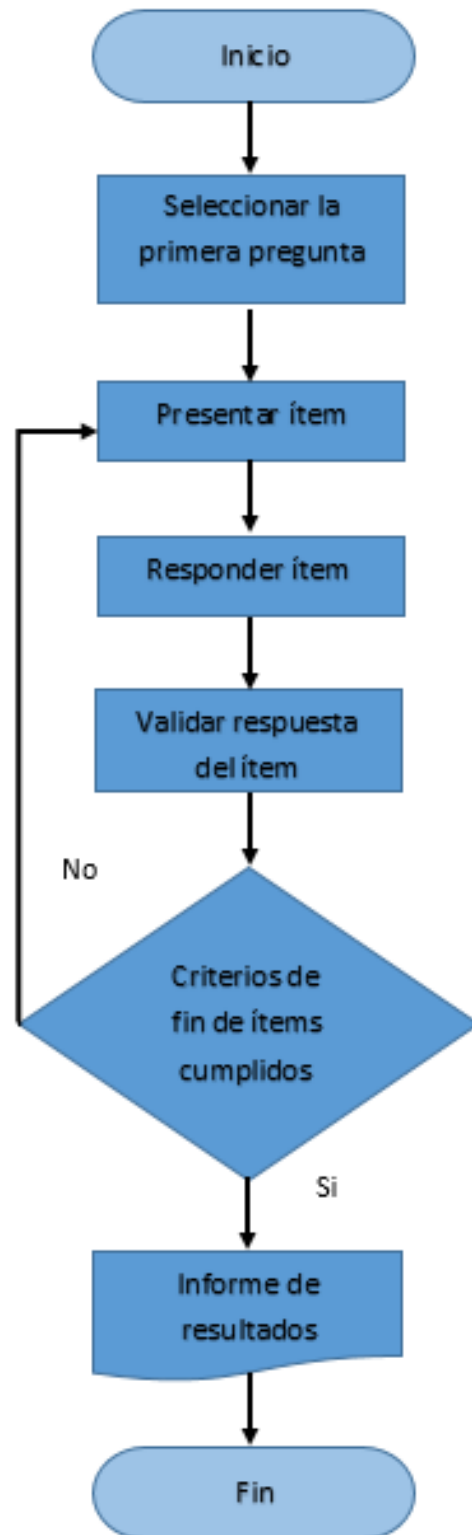 Inicio
Seleccionar la
primera pregunta
Presentar ítem
Responder ítem
Validar respuesta
del ítem
No
Criterios de
fin de ítems
cumplidos
Si
Informe de
resultados
Fin